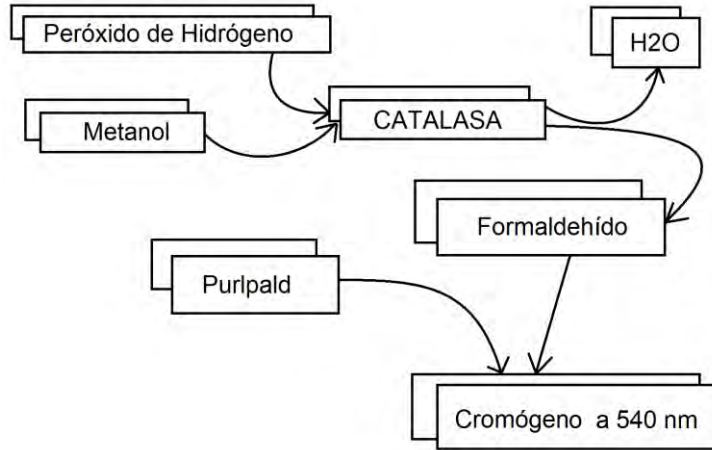 Peróxido de Hidrógeno
H2O
Metanol
CATALASA
Formaldehído
Purlpald
Cromógeno a 540 nm